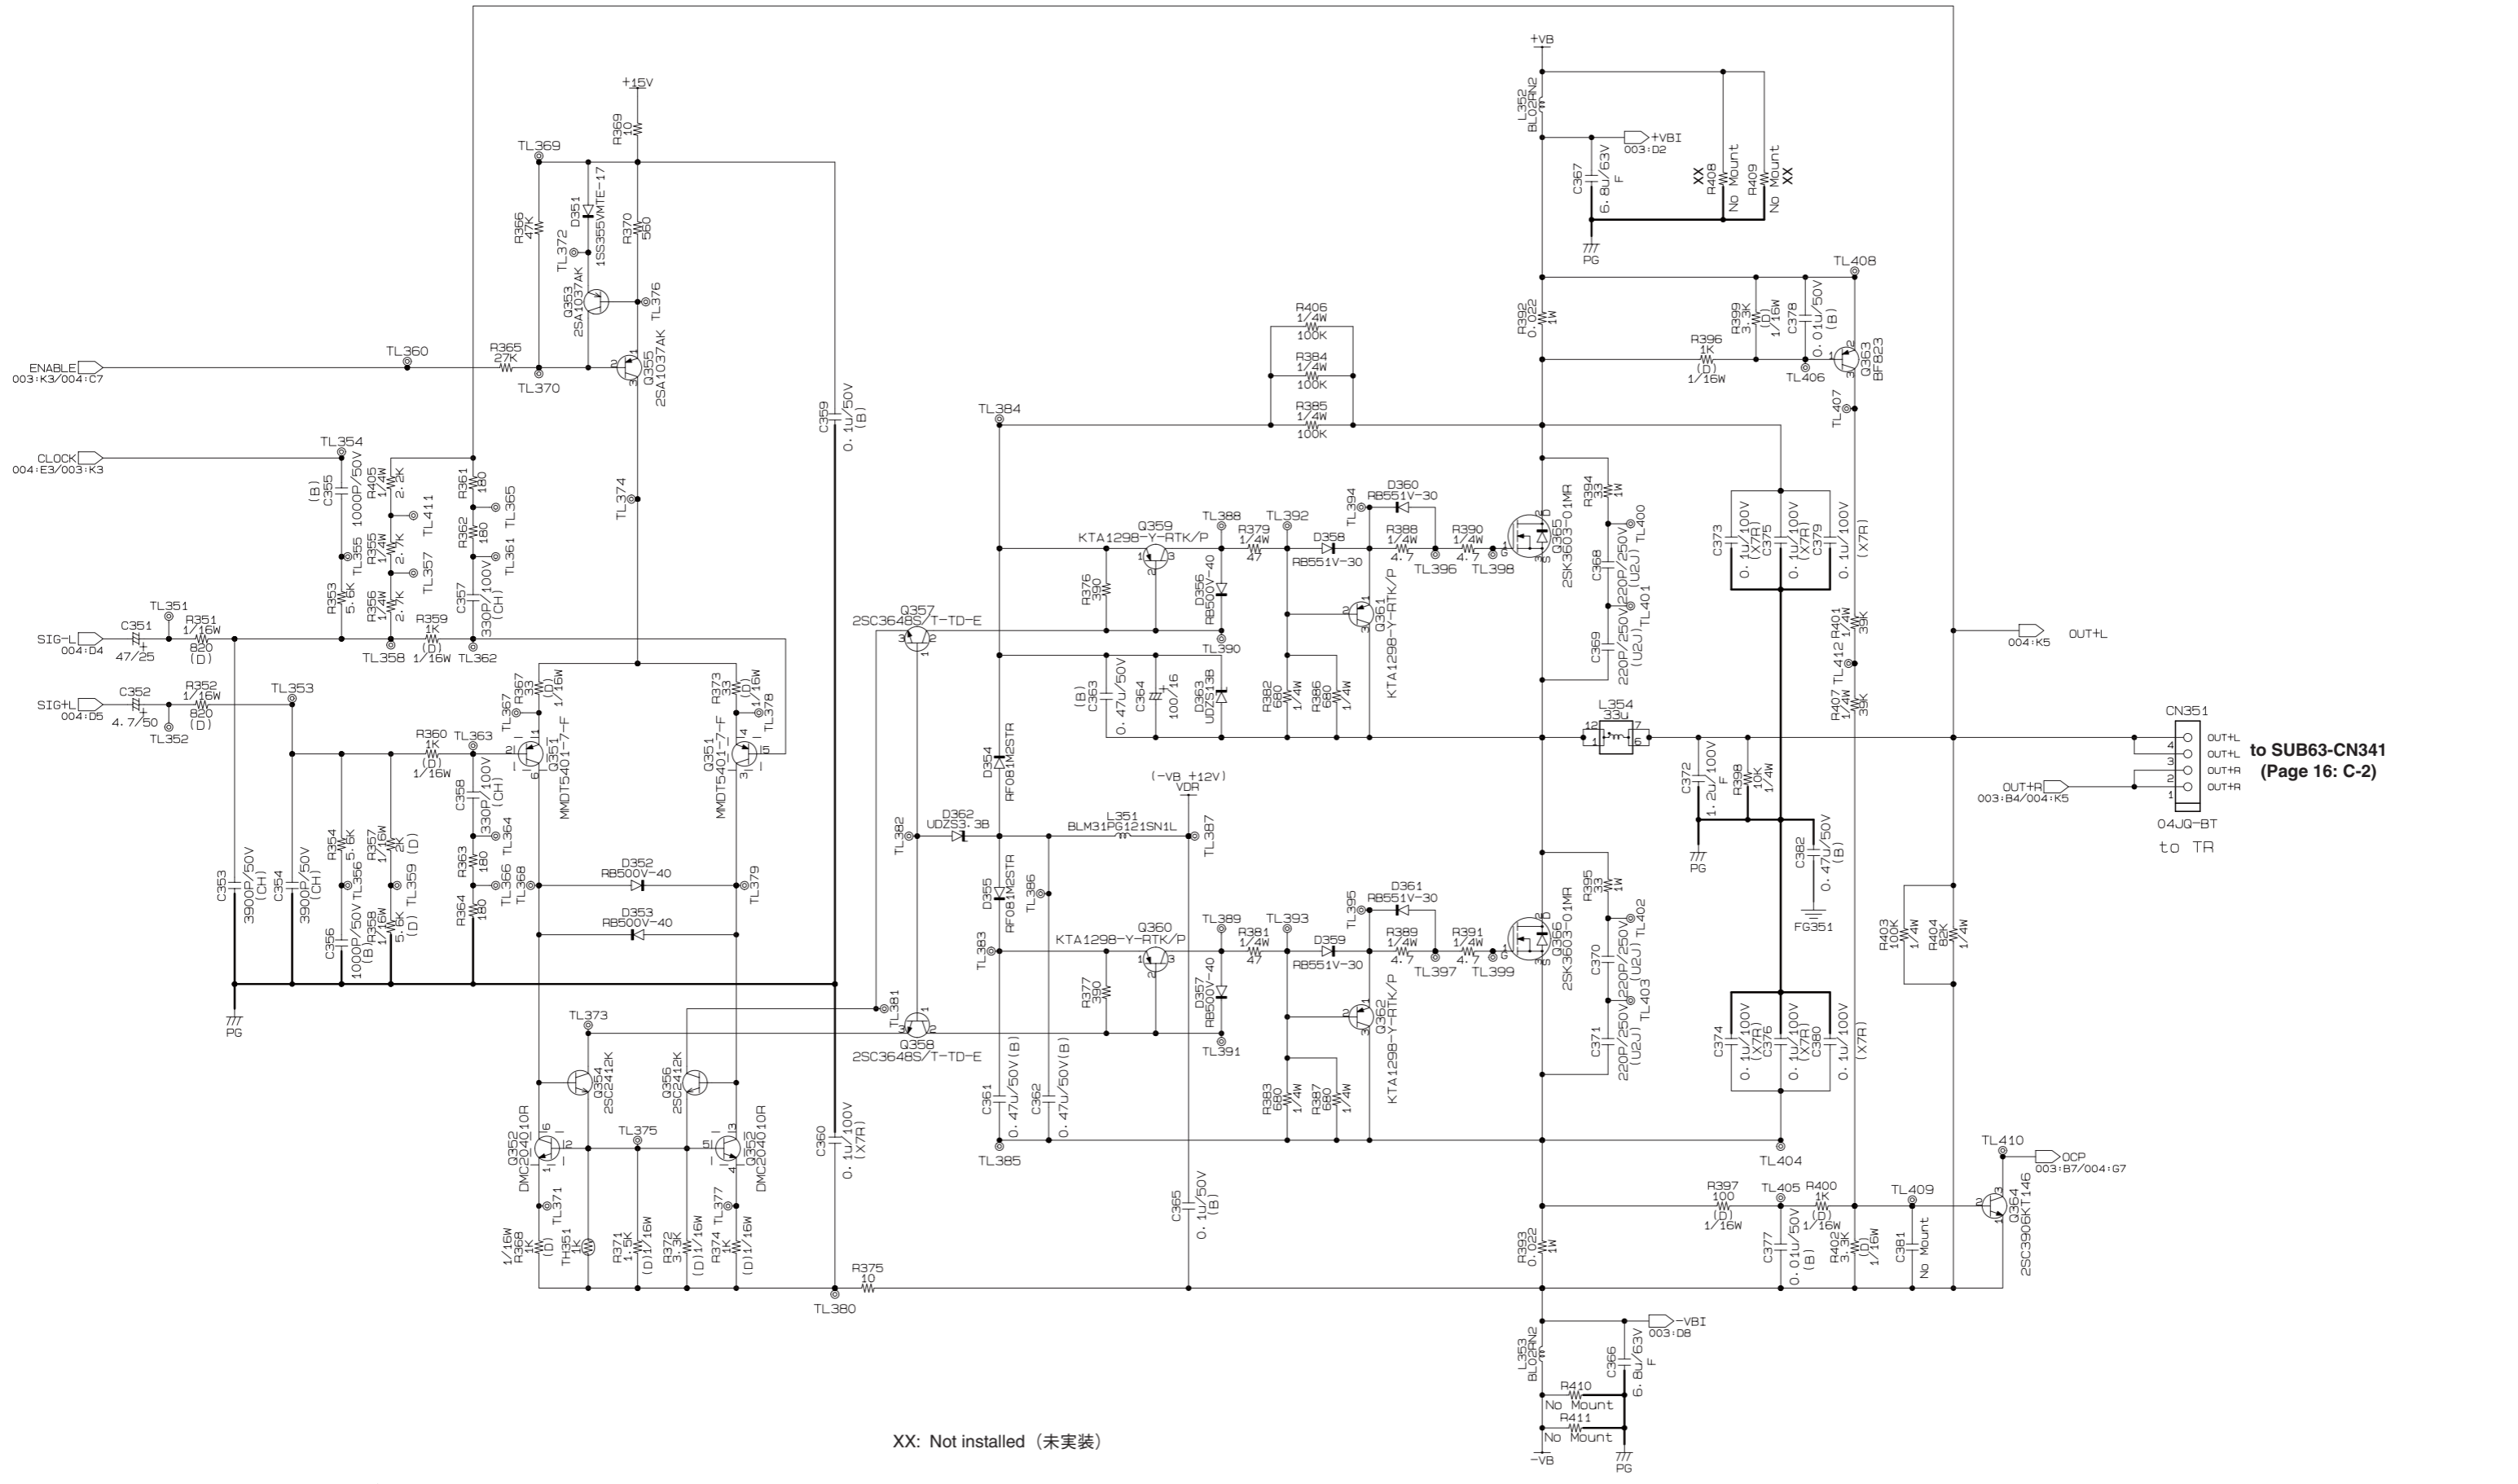 +VB
L352
BL02RN2
+VBI
003:D2
C367
6.8u/63V
F
XX
R408
No Mount
R409
No Mount
XX
PG
+15V
R369
10
TL369
R366
47K
D351
1SS355VMTE-17
TL372
R370
560
Q353
2SA1037AK
TL376
ENABLE
003:K3/004:C7
TL360
R365
27K
TL370
Q355
2SA1037AK
C359
0.1u/50V
(B)
TL374
CLOCK
004:E3/003:K3
TL354
(B)
C355
1000P/50V
TL355
R353
5.6K
R405
1/4W
2.2K
TL411
R355
1/4W
2.7K
TL357
R356
1/4W
2.7K
R361
180
TL365
R362
180
TL361
C357
330P/100V
(CH)
TL351
SIG-L
004:D4
C351
+
47/25
R351
1/16W
820
(D)
TL358
R359
1K
(D)
1/16W
TL362
SIG+L
004:D5
C352
+
4.7/50
R352
1/16W
820
(D)
TL352
TL353
R360
1K
(D)
1/16W
TL363
C358
330P/100V
(CH)
TL364
R363
180
TL366
R364
180
C353
3900P/50V
(CH)
C354
3900P/50V
(CH)
R354
5.6K
TL356
C356
1000P/50V
(B)
R357
1/16W
2K
(D)
TL359
R358
1/16W
5.6K
(D)
PG
R367
33
(D)
1/16W
TL367
R373
33
(D)
1/16W
TL378
Q351
MMDT5401-7-F
Q351
MMDT5401-7-F
TL368
D352
RB500V-40
TL379
D353
RB500V-40
TL373
Q354
2SC2412K
Q356
2SC2412K
TL381
Q352
DMC204010R
TL375
Q352
DMC204010R
TL371
TL377
1/16W
R368
1K
(D)
TH351
1K
R371
1.5K
(D)1/16W
R372
3.3K
(D)1/16W
R374
1K
(D)1/16W
C360
0.1u/100V
(X7R)
TL380
R375
10
Q357
2SC3648S/T-TD-E
Q358
2SC3648S/T-TD-E
TL384
R406
1/4W
100K
R384
1/4W
100K
R385
1/4W
100K
Q359
KTA1298-Y-RTK/P
TL388
R376
390
D356
RB500V-40
TL390
R379
1/4W
47
TL392
D358
RB551V-30
TL394
D360
RB551V-30
R388
1/4W
4.7
TL396
R390
1/4W
4.7
TL398
Q361
KTA1298-Y-RTK/P
Q365
2SK3603-01MR
(B)
C363
0.47u/50V
C364
+
100/16
D363
UDZS13B
R382
680
1/4W
R386
680
1/4W
D354
RF081M2STR
(-VB +12V)
VDR
TL382
D362
UDZS3.3B
L351
BLM31PG121SN1L
TL387
D355
RF081M2STR
TL386
TL383
Q360
KTA1298-Y-RTK/P
TL389
R377
390
D357
RB500V-40
TL391
R381
1/4W
47
TL393
D359
RB551V-30
TL395
D361
RB551V-30
R389
1/4W
4.7
TL397
R391
1/4W
4.7
TL399
Q362
KTA1298-Y-RTK/P
Q366
2SK3603-01MR
C361
0.47u/50V(B)
C362
0.47u/50V(B)
R383
680
1/4W
R387
680
1/4W
TL385
C365
0.1u/50V
(B)
R392
0.022
1W
R394
33
1W
TL400
C368
220P/250V
(U2J)
TL401
C369
220P/250V
(U2J)
L354
33u
R395
33
1W
TL402
C370
220P/250V
(U2J)
TL403
C371
220P/250V
(U2J)
R399
3.3K
(D)
1/16W
C378
0.01u/50V
(B)
TL408
R396
1K
(D)
1/16W
TL406
Q363
BF823
TL407
C373
0.1u/100V
(X7R)
C375
0.1u/100V
(X7R)
C379
0.1u/100V
(X7R)
R401
1/4W
39K
TL412
R407
1/4W
39K
C372
1.2u/100V
F
R398
10K
1/4W
PG
C382
0.47u/50V
(B)
FG351
R403
100K
1/4W
R404
82K
1/4W
C374
0.1u/100V
(X7R)
C376
0.1u/100V
(X7R)
C380
0.1u/100V
(X7R)
TL404
R397
100
(D)
1/16W
TL405
R400
1K
(D)
1/16W
TL409
C377
0.01u/50V
(B)
R402
3.3K
(D)
1/16W
C381
No Mount
TL410
OCP
003:B7/004:G7
Q364
2SC3906KT146
R393
0.022
1W
-VBI
003:D8
L353
BL02RN2
C366
6.8u/63V
F
R410
No Mount
R411
No Mount
-VB
PG
OUT+L
004:K5
CN351
OUT+L
4
OUT+L
3
OUT+R
2
OUT+R
1
OUT+R
003:B4/004:K5
04JQ-BT
to TR
to SUB63-CN341
(Page 16: C-2)
XX: Not installed（未実装）